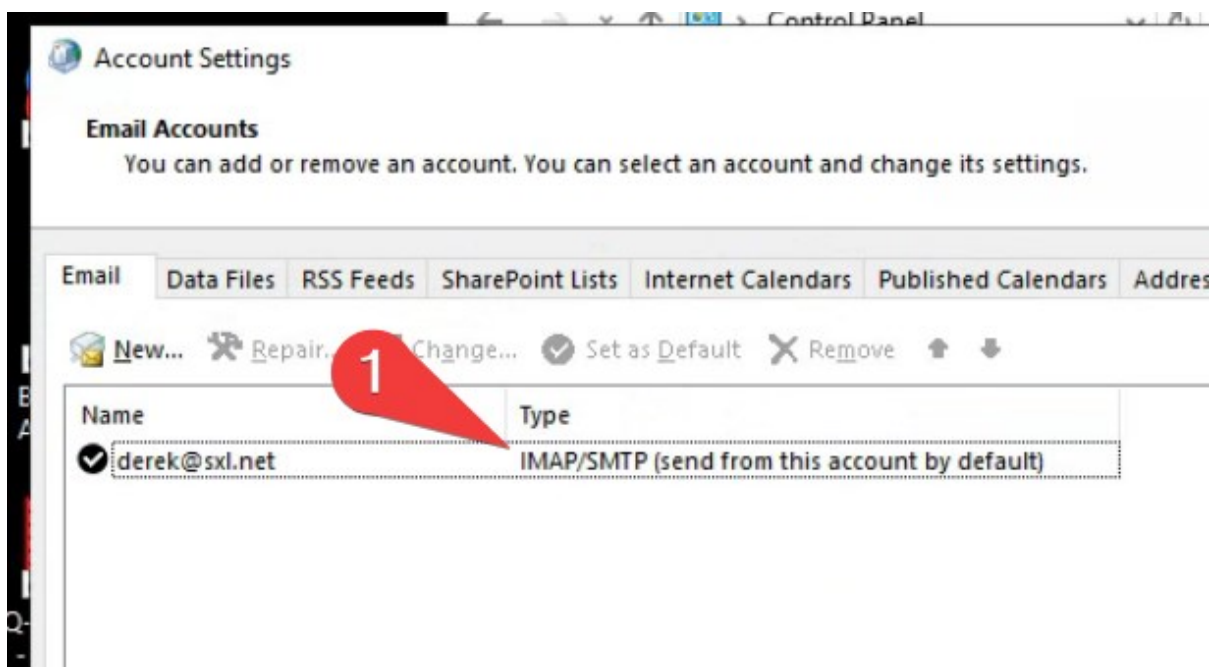 Control Panel
Account Settings
Email Accounts
You can add or remove an account. You can select an account and change its settings.
Email Data Files RSS Feeds SharePoint Lists Internet Calendars Published Calendars Addres
New... Repair... Change... Set as Default Remove
1
Name Type
derek@sxl.net IMAP/SMTP (send from this account by default)